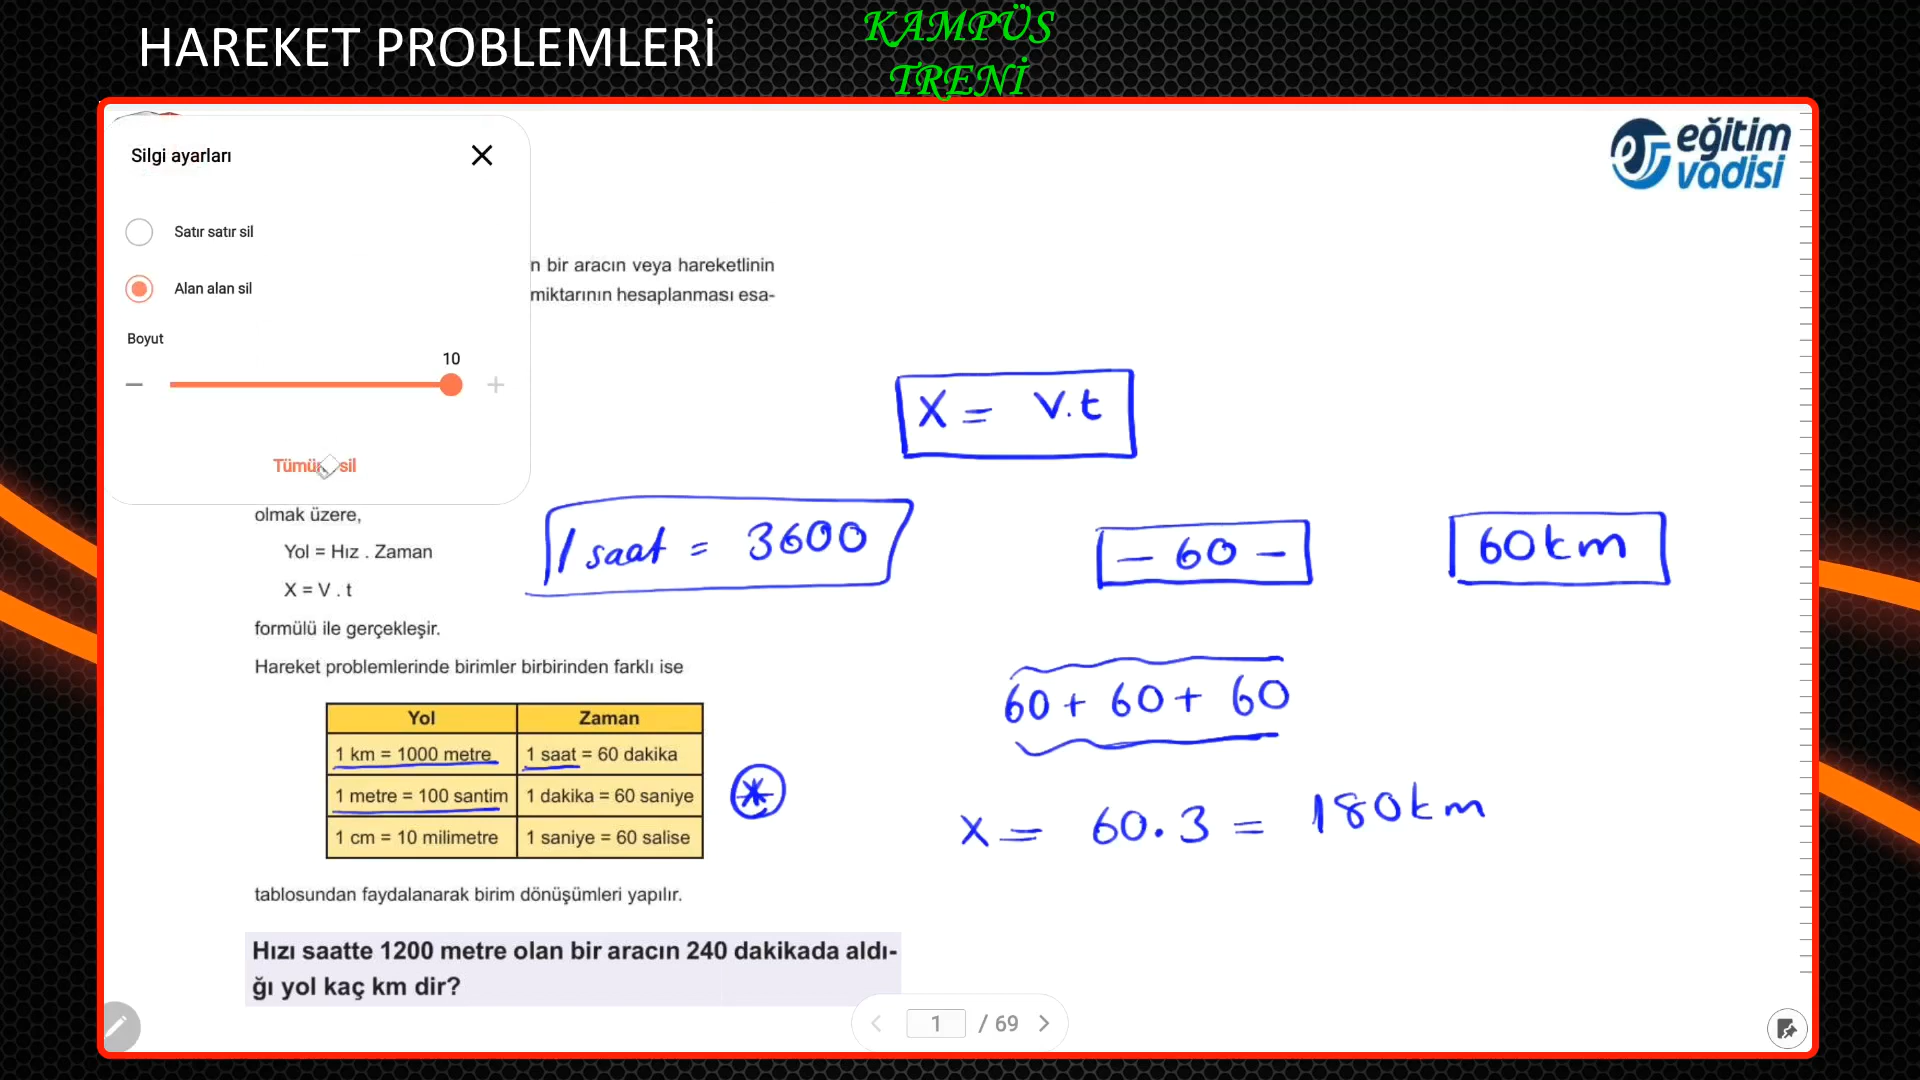 HAREKET PROBLEMLERİ
KAMPÜS
TRENİ
eğitim
vadisi
Silgi ayarları
Satır satır sil
Alan alan sil
Boyut
10
sil
n bir aracın veya hareketlinin
miktarının hesaplanması esa-
X = V.t
olmak üzere,
Yol = Hız . Zaman
X = V . t
formülü ile gerçekleşir.
1 saat = 3600
- 60 -
60km
Hareket problemlerinde birimler birbirinden farklı ise
60 + 60 + 60
Yol Zaman
1 km = 1000 metre 1 saat = 60 dakika
1 metre = 100 santim 1 dakika = 60 saniye
1 cm = 10 milimetre 1 saniye = 60 salise
x = 60.3 = 180km
tablosundan faydalanarak birim dönüşümleri yapılır.
Hızı saatte 1200 metre olan bir aracın 240 dakikada aldı-
ğı yol kaç km dir?
1 / 69